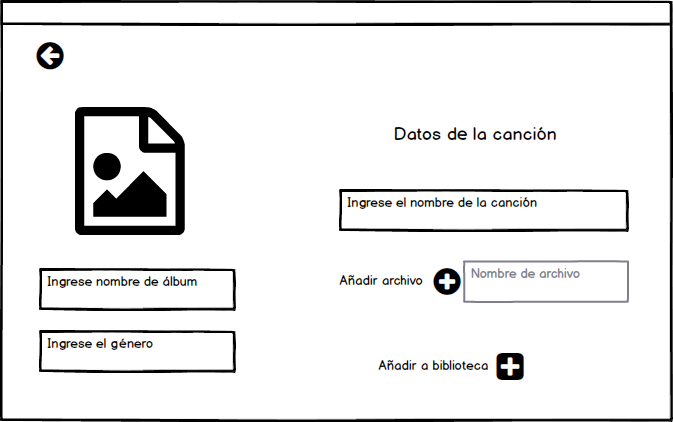 Datos de la canción
Ingrese el nombre de la canción
Ingrese nombre de álbum
Añadir archivo
Nombre de archivo
Ingrese el género
Añadir a biblioteca